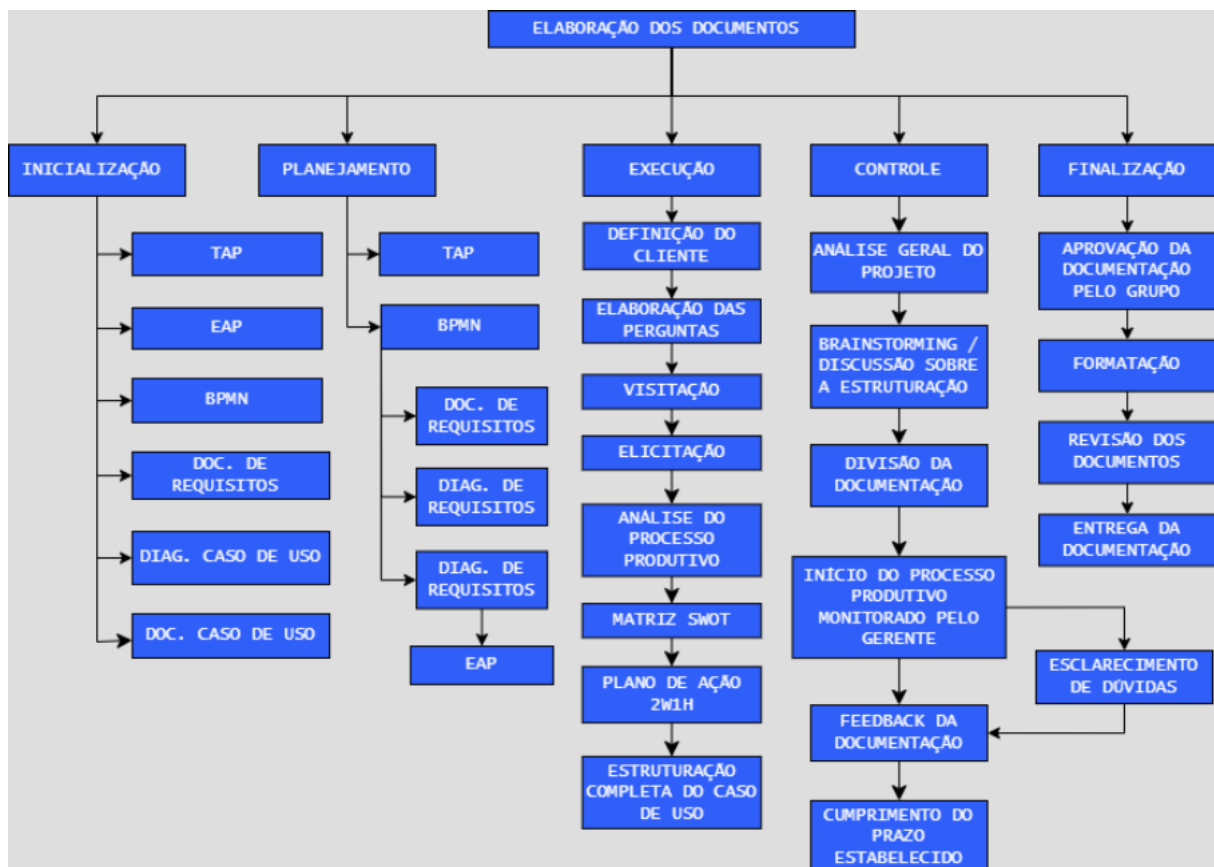 ELABORAÇÃO DOS DOCUMENTOS
INICIALIZAÇÃO
TAP
EAP
BPMN
DOC. DE
REQUISITOS
DIAG. CASO DE USO
DOC. CASO DE USO
PLANEJAMENTO
TAP
BPMN
DOC. DE
REQUISITOS
DIAG. DE
REQUISITOS
DIAG. DE
REQUISITOS
EAP
EXECUÇÃO
DEFINIÇÃO DO
CLIENTE
ELABORAÇÃO DAS
PERGUNTAS
VISITAÇÃO
ELICITAÇÃO
ANÁLISE DO
PROCESSO
PRODUTIVO
MATRIZ SWOT
PLANO DE AÇÃO
2W1H
ESTRUTURAÇÃO
COMPLETA DO CASO
DE USO
CONTROLE
ANÁLISE GERAL DO
PROJETO
BRAINSTORMING /
DISCUSSÃO SOBRE
A ESTRUTURAÇÃO
DIVISÃO DA
DOCUMENTAÇÃO
INÍCIO DO PROCESSO
PRODUTIVO
MONITORADO PELO
GERENTE
ESCLARECIMENTO
DE DÚVIDAS
FEEDBACK DA
DOCUMENTAÇÃO
CUMPRIMENTO DO
PRAZO
ESTABELECIDO
FINALIZAÇÃO
APROVAÇÃO DA
DOCUMENTAÇÃO
PELO GRUPO
FORMATAÇÃO
REVISÃO DOS
DOCUMENTOS
ENTREGA DA
DOCUMENTAÇÃO